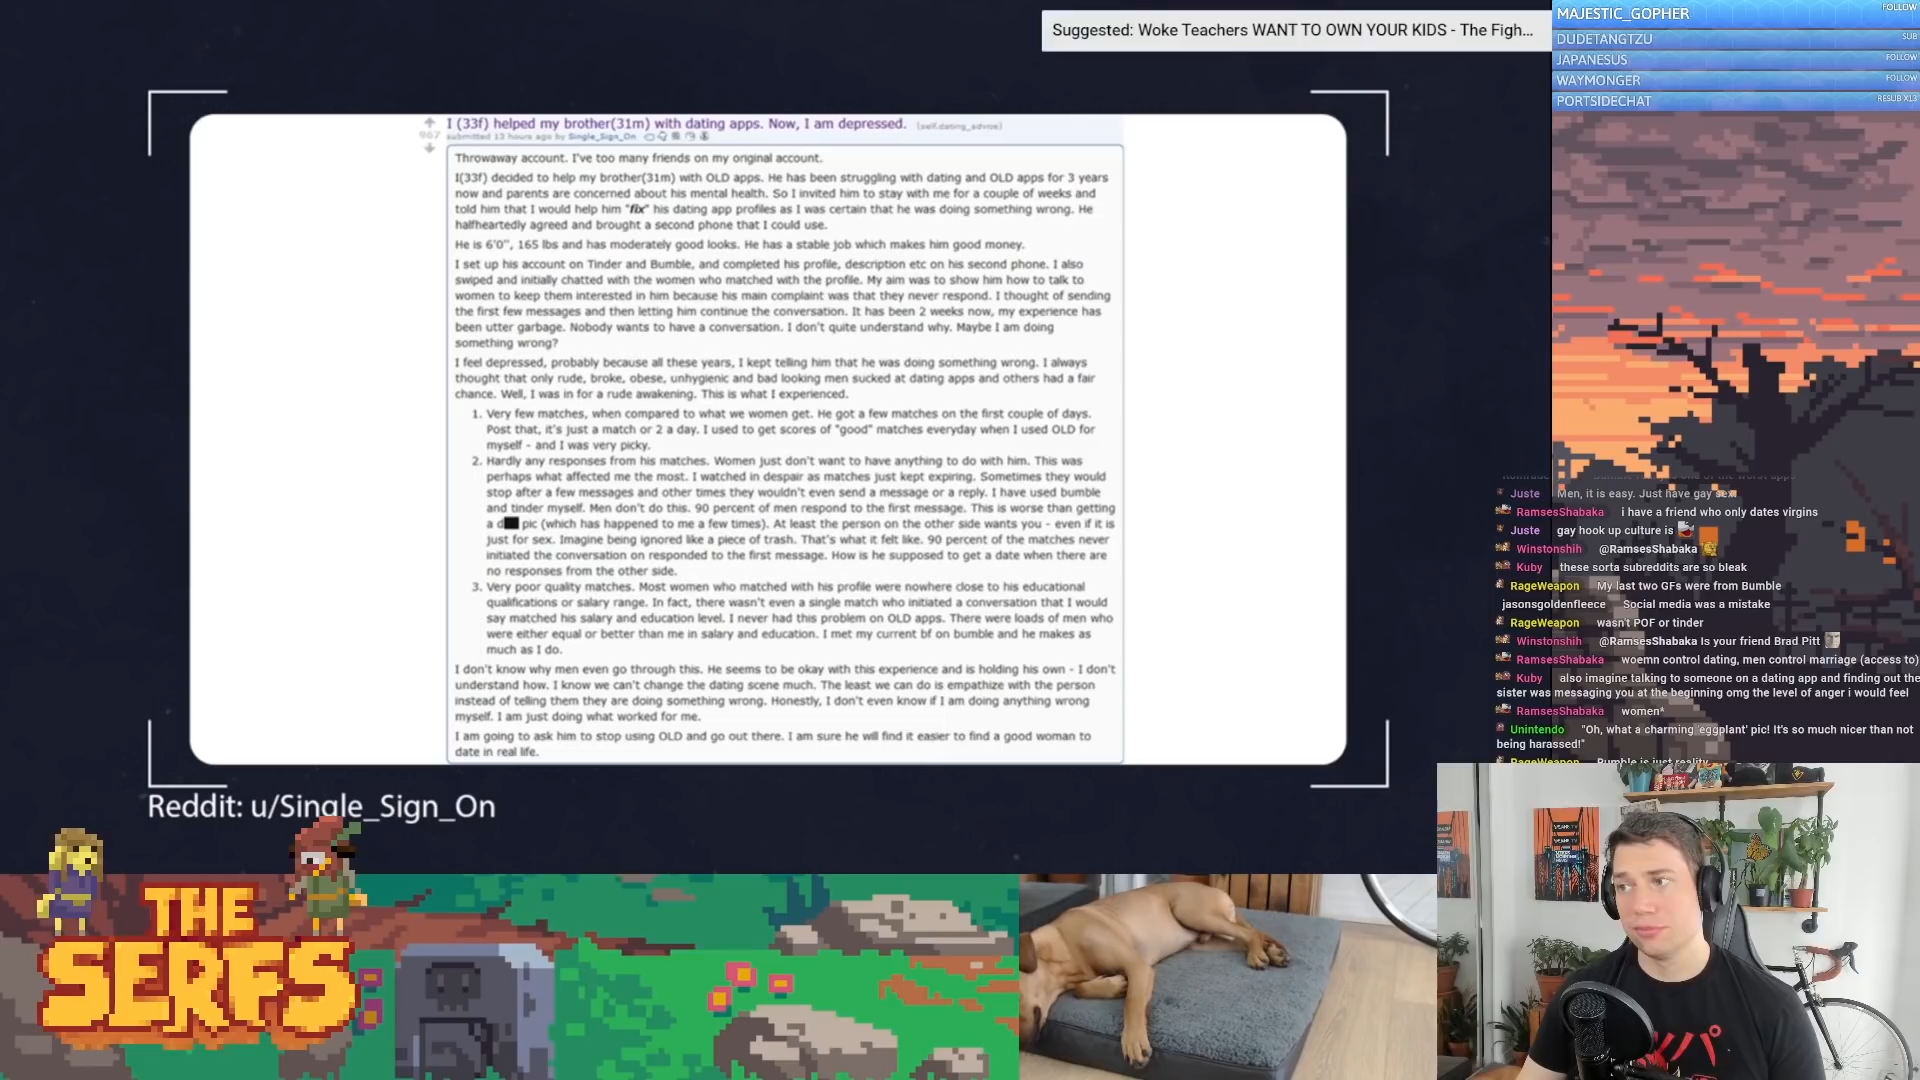 Suggested: Woke Teachers WANT TO OWN YOUR KIDS - The Figh...
MAJESTIC_GOPHER FOLLOW
DUDETANGTZU SUB
JAPANESUS FOLLOW
WAYMONGER FOLLOW
PORTSIDECHAT RESUB X13
I (33f) helped my brother(31m) with dating apps. Now, I am depressed. (self.dating_advice)
967
submitted 13 hours ago by Single_Sign_On
Throwaway account. I've too many friends on my original account.
I(33f) decided to help my brother(31m) with OLD apps. He has been struggling with dating and OLD apps for 3 years
now and parents are concerned about his mental health. So I invited him to stay with me for a couple of weeks and
told him that I would help him "fix" his dating app profiles as I was certain that he was doing something wrong. He
halfheartedly agreed and brought a second phone that I could use.
He is 6'0", 165 lbs and has moderately good looks. He has a stable job which makes him good money.
I set up his account on Tinder and Bumble, and completed his profile, description etc on his second phone. I also
swiped and initially chatted with the women who matched with the profile. My aim was to show him how to talk to
women to keep them interested in him because his main complaint was that they never respond. I thought of sending
the first few messages and then letting him continue the conversation. It has been 2 weeks now, my experience has
been utter garbage. Nobody wants to have a conversation. I don't quite understand why. Maybe I am doing
something wrong?
I feel depressed, probably because all these years, I kept telling him that he was doing something wrong. I always
thought that only rude, broke, obese, unhygienic and bad looking men sucked at dating apps and others had a fair
chance. Well, I was in for a rude awakening. This is what I experienced.
1. Very few matches, when compared to what we women get. He got a few matches on the first couple of days.
Post that, it's just a match or 2 a day. I used to get scores of "good" matches everyday when I used OLD for
myself - and I was very picky.
2. Hardly any responses from his matches. Women just don't want to have anything to do with him. This was
perhaps what affected me the most. I watched in despair as matches just kept expiring. Sometimes they would
stop after a few messages and other times they wouldn't even send a message or a reply. I have used bumble
and tinder myself. Men don't do this. 90 percent of men respond to the first message. This is worse than getting
a d pic (which has happened to me a few times). At least the person on the other side wants you - even if it is
just for sex. Imagine being ignored like a piece of trash. That's what it felt like. 90 percent of the matches never
initiated the conversation on responded to the first message. How is he supposed to get a date when there are
no responses from the other side.
3. Very poor quality matches. Most women who matched with his profile were nowhere close to his educational
qualifications or salary range. In fact, there wasn't even a single match who initiated a conversation that I would
say matched his salary and education level. I never had this problem on OLD apps. There were loads of men who
were either equal or better than me in salary and education. I met my current bf on bumble and he makes as
much as I do.
I don't know why men even go through this. He seems to be okay with this experience and is holding his own - I don't
understand how. I know we can't change the dating scene much. The least we can do is empathize with the person
instead of telling them they are doing something wrong. Honestly, I don't even know if I am doing anything wrong
myself. I am just doing what worked for me.
I am going to ask him to stop using OLD and go out there. I am sure he will find it easier to find a good woman to
date in real life.
Reddit: u/Single_Sign_On
Juste Men, it is easy. Just have gay sex
RamsesShabaka i have a friend who only dates virgins
Juste gay hook up culture is
Winstonshih @RamsesShabaka
Kuby these sorta subreddits are so bleak
RageWeapon My last two GFs were from Bumble
jasonsgoldenfleece Social media was a mistake
RageWeapon wasn't POF or tinder
Winstonshih @RamsesShabaka Is your friend Brad Pitt
RamsesShabaka woemn control dating, men control marriage (access to)
Kuby also imagine talking to someone on a dating app and finding out the
sister was messaging you at the beginning omg the level of anger i would feel
RamsesShabaka women*
Unintendo "Oh, what a charming 'eggplant' pic! It's so much nicer than not
being harassed!"
RageWeapon Bumble is just reality
THE
SERFS